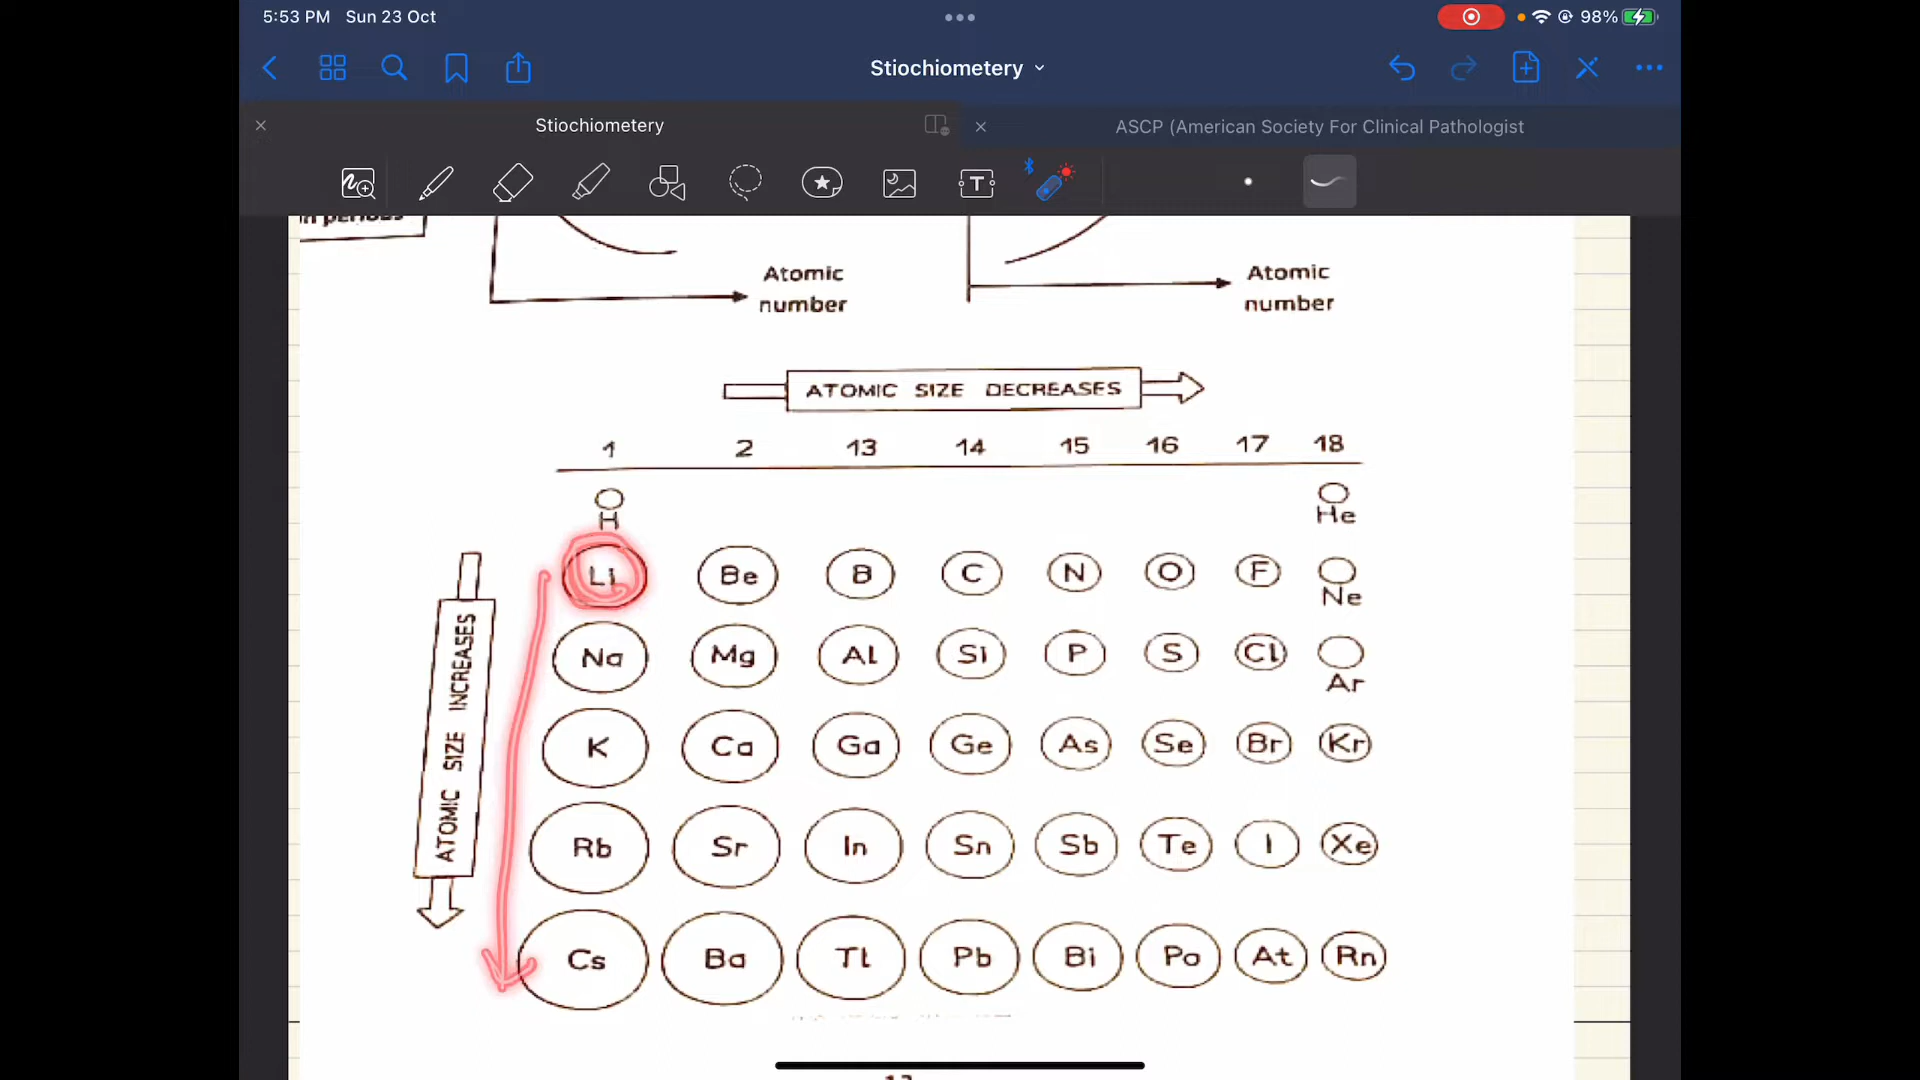 5:53 PM Sun 23 Oct
98%
Stiochiometery
Stiochiometery
ASCP (American Society For Clinical Pathologist
T
in periods
Atomic
number
Atomic
number
ATOMIC SIZE DECREASES
1 2 13 14 15 16 17 18
H He
Li Be B C N O F Ne
Na Mg Al Si P S Cl Ar
K Ca Ga Ge As Se Br Kr
Rb Sr In Sn Sb Te I Xe
Cs Ba Tl Pb Bi Po At Rn
ATOMIC SIZE INCREASES